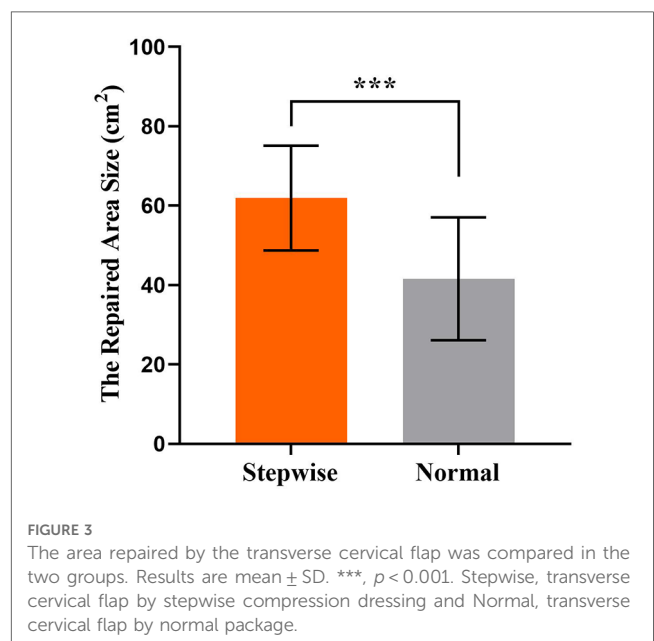 The Repaired Area Size (cm²)
100
80
60
40
20
0
***
Stepwise
Normal
FIGURE 3
The area repaired by the transverse cervical flap was compared in the
two groups. Results are mean ± SD. ***, p < 0.001. Stepwise, transverse
cervical flap by stepwise compression dressing and Normal, transverse
cervical flap by normal package.